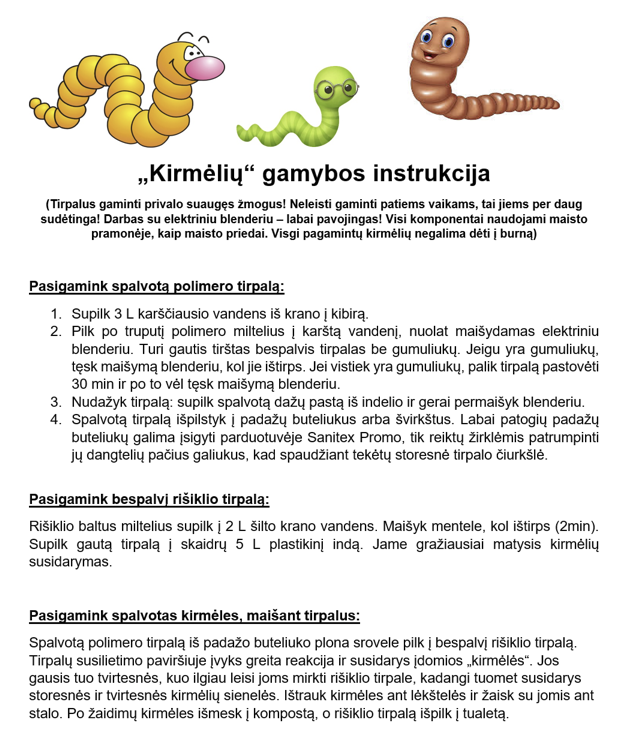 „Kirmėlių“ gamybos instrukcija
(Tirpalus gaminti privalo suaugęs žmogus! Neleisti gaminti patiems vaikams, tai jiems per daug
sudėtinga! Darbas su elektriniu blenderiu – labai pavojingas! Visi komponentai naudojami maisto
pramonėje, kaip maisto priedai. Visgi pagamintų kirmėlių negalima dėti į burną)
Pasigamink spalvotą polimero tirpalą:
1. Supilk 3 L karščiausio vandens iš krano į kibirą.
2. Pilk po truputį polimero miltelius į karštą vandenį, nuolat maišydamas elektriniu
blenderiu. Turi gautis tirštas bespalvis tirpalas be gumuliukų. Jeigu yra gumuliukų,
tęsk maišymą blenderiu, kol jie ištirps. Jei vistiek yra gumuliukų, palik tirpalą pastovėti
30 min ir po to vėl tęsk maišymą blenderiu.
3. Nudažyk tirpalą: supilk spalvotą dažų pastą iš indelio ir gerai permaišyk blenderiu.
4. Spalvotą tirpalą išpilstyk į padažų buteliukus arba švirkštus. Labai patogių padažų
buteliukų galima įsigyti parduotuvėje Sanitex Promo, tik reiktų žirklėmis patrumpinti
jų dangtelių pačius galiukus, kad spaudžiant tekėtų storesnė tirpalo čiurkšlė.
Pasigamink bespalvį rišiklio tirpalą:
Rišiklio baltus miltelius supilk į 2 L šilto krano vandens. Maišyk mentele, kol ištirps (2min).
Supilk gautą tirpalą į skaidrų 5 L plastikinį indą. Jame gražiausiai matysis kirmėlių
susidarymas.
Pasigamink spalvotas kirmėles, maišant tirpalus:
Spalvotą polimero tirpalą iš padažo buteliuko plona srovele pilk į bespalvį rišiklio tirpalą.
Tirpalų susilietimo paviršiuje įvyks greita reakcija ir susidarys įdomios „kirmėlės“. Jos
gausis tuo tvirtesnės, kuo ilgiau leisi joms mirkti rišiklio tirpale, kadangi tuomet susidarys
storesnės ir tvirtesnės kirmėlių sienelės. Ištrauk kirmėles ant lėkštelės ir žaisk su jomis ant
stalo. Po žaidimų kirmėles išmesk į kompostą, o rišiklio tirpalą išpilk į tualetą.